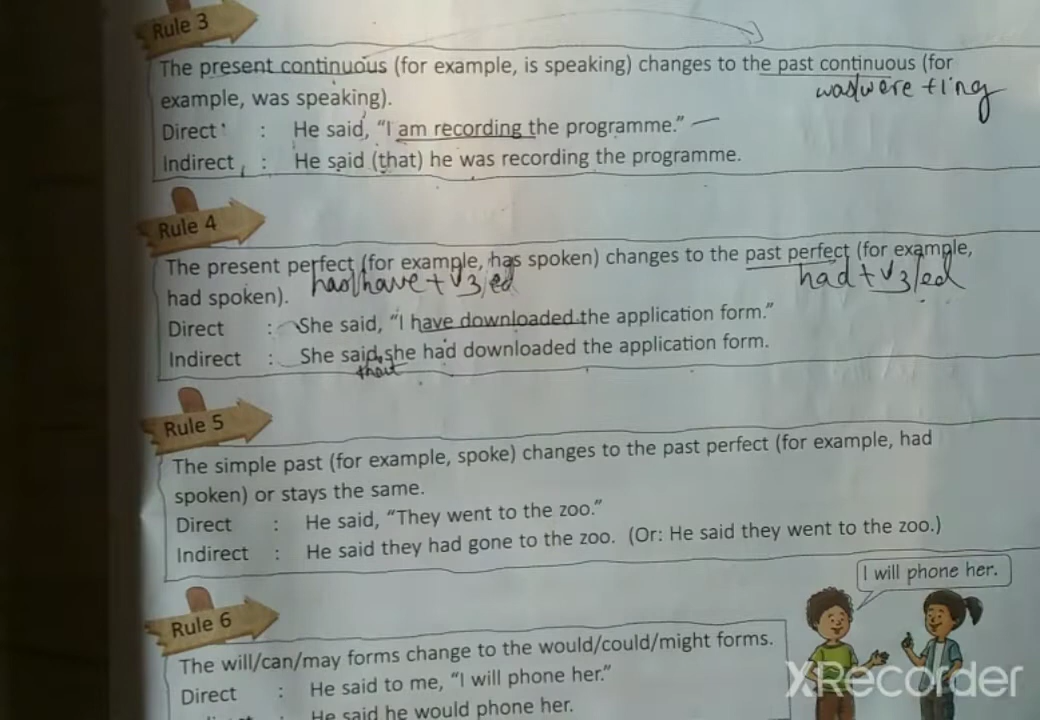 Rule 3
The present continuous (for example, is speaking) changes to the past continuous (for
was/were + ing
example, was speaking).
Direct : He said, “I am recording the programme.”
Indirect : He said (that) he was recording the programme.
Rule 4
The present perfect (for example, has spoken) changes to the past perfect (for example,
has/have + v3/ed had + v3/ed
had spoken).
Direct : She said, “I have downloaded the application form.”
Indirect : She said, she had downloaded the application form.
that
Rule 5
The simple past (for example, spoke) changes to the past perfect (for example, had
spoken) or stays the same.
Direct : He said, “They went to the zoo.”
Indirect : He said they had gone to the zoo. (Or: He said they went to the zoo.)
I will phone her.
Rule 6
The will/can/may forms change to the would/could/might forms.
Direct : He said to me, “I will phone her.”
He said he would phone her.
XRecorder